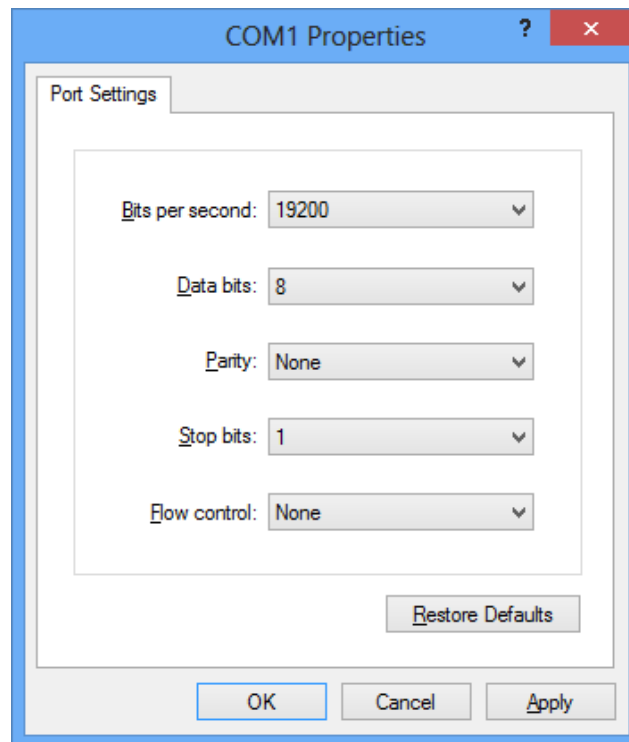 COM1 Properties ?
Port Settings
Bits per second: 19200
Data bits: 8
Parity: None
Stop bits: 1
Flow control: None
Restore Defaults
OK Cancel Apply